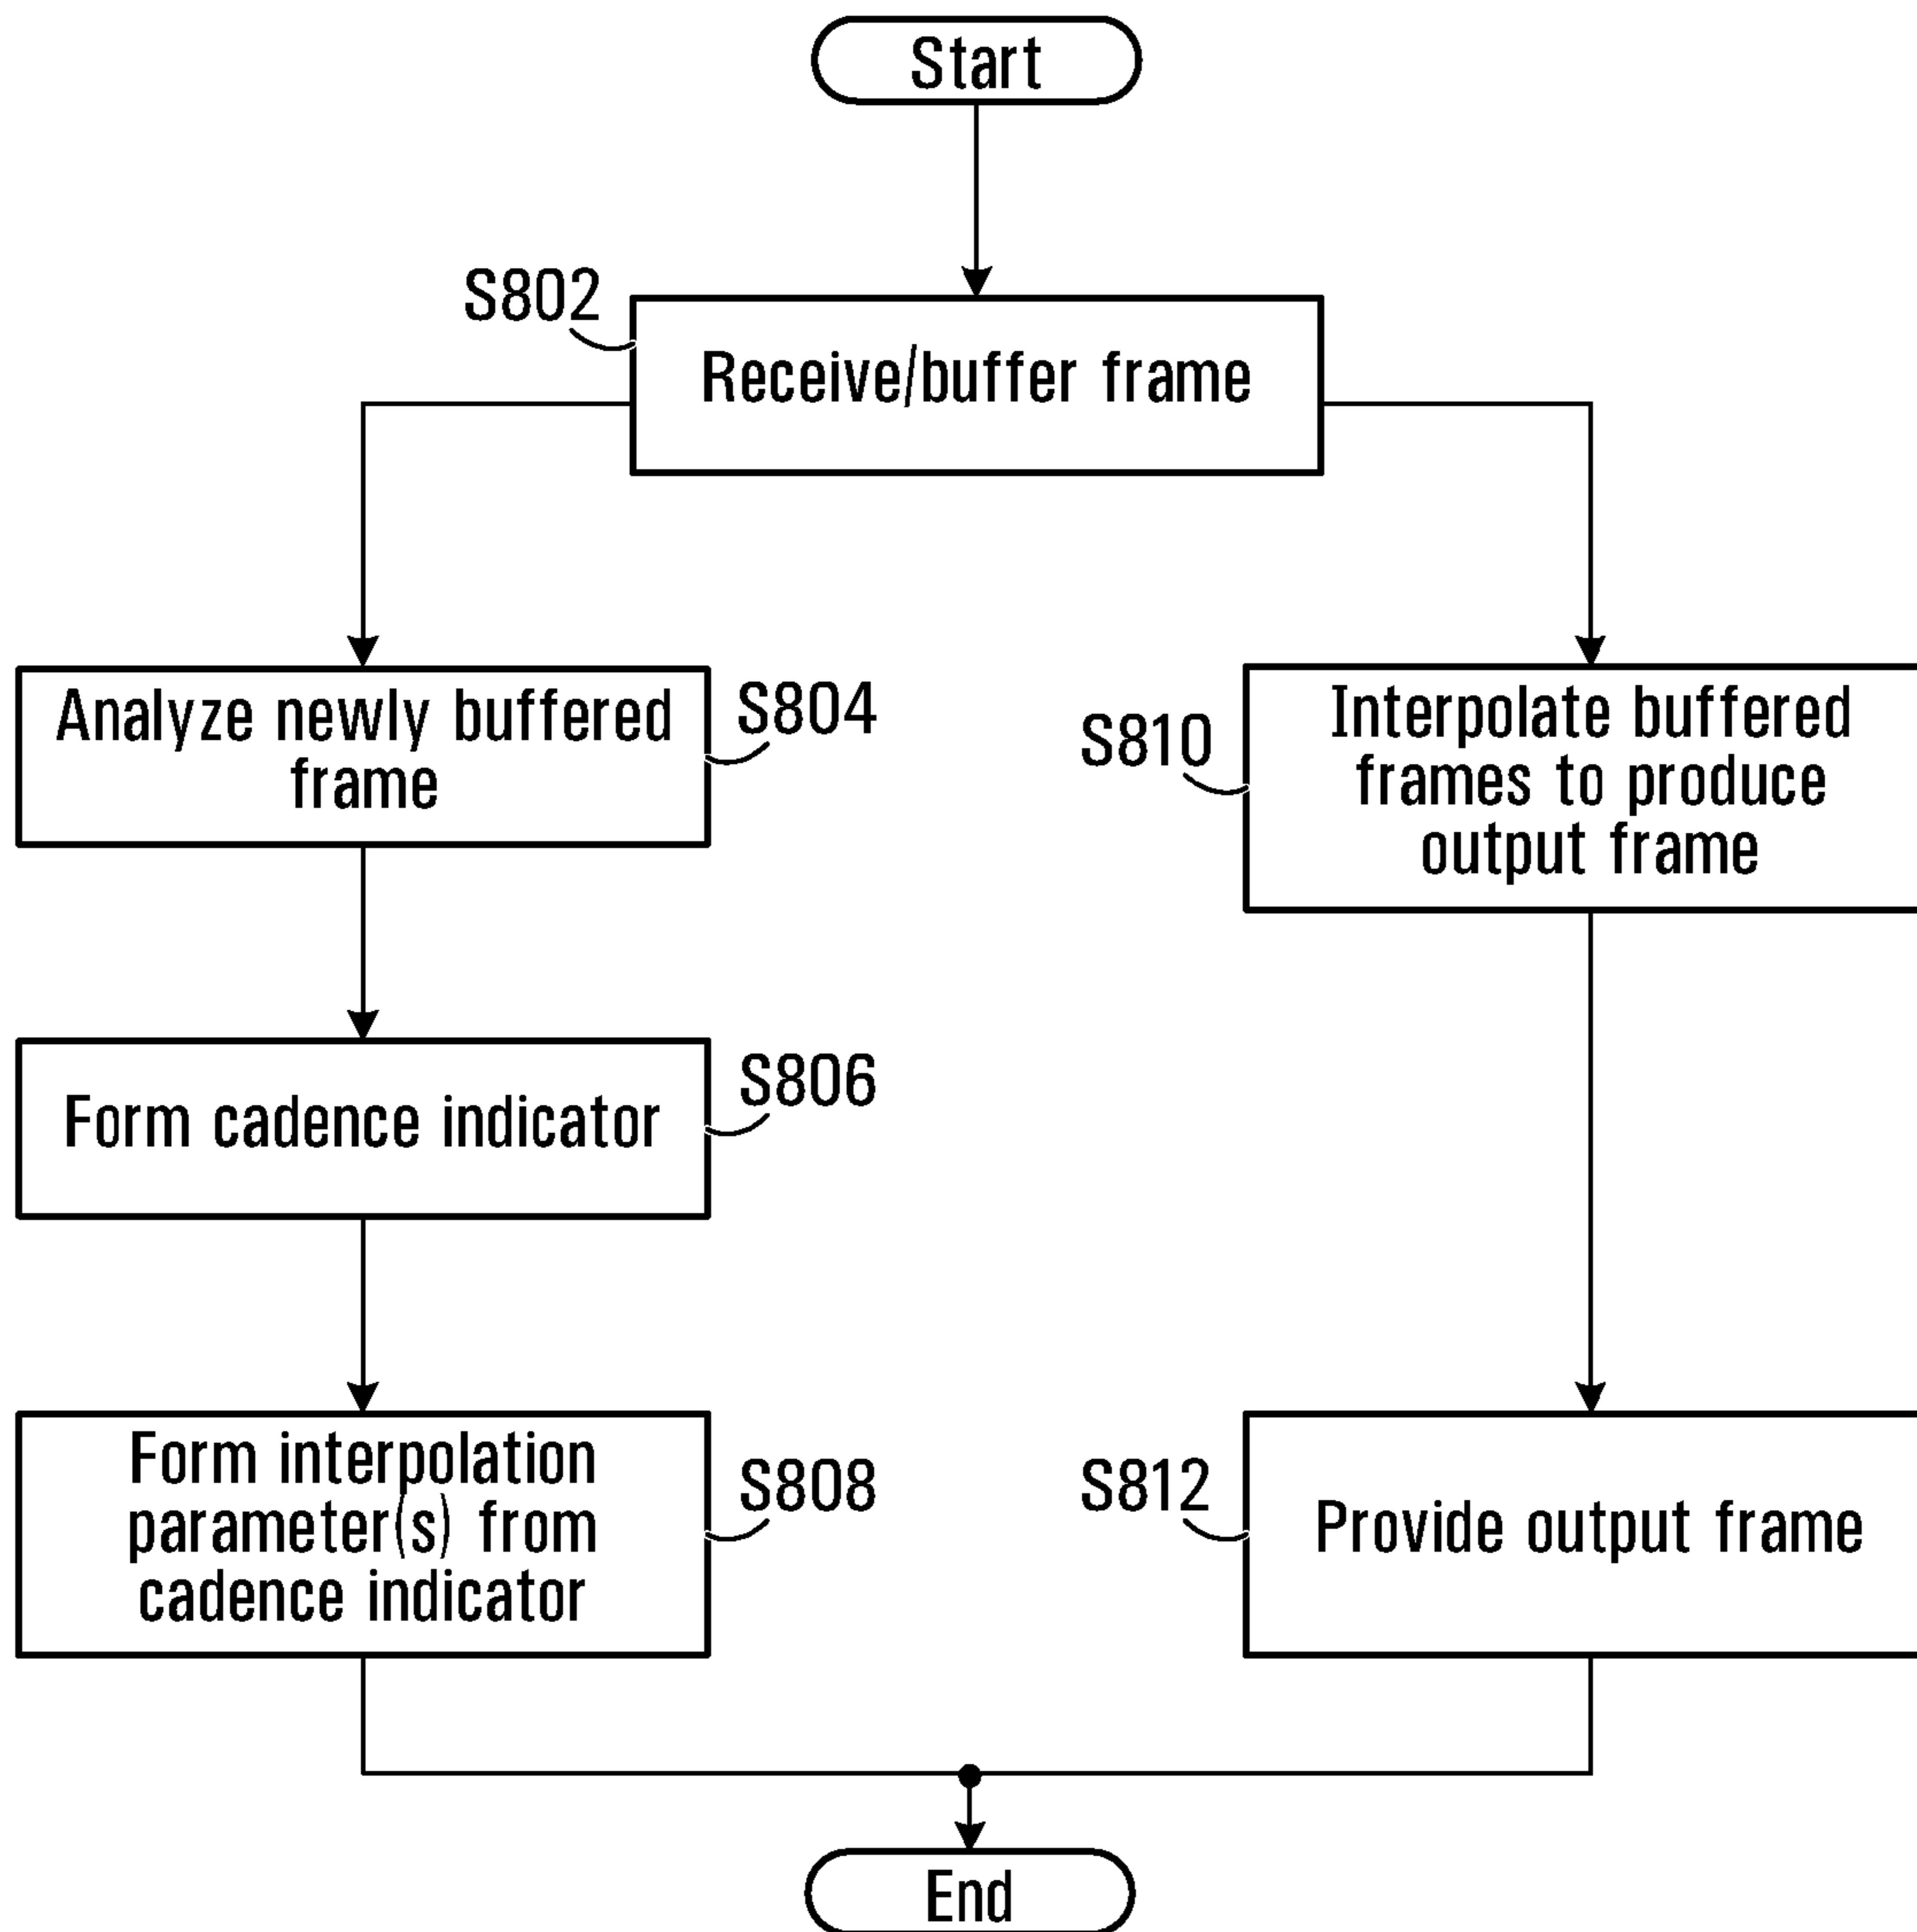 Start
S802
Receive/buffer frame
Analyze newly buffered
frame
S804
S810
Interpolate buffered
frames to produce
output frame
Form cadence indicator
S806
Form interpolation
parameter(s) from
cadence indicator
S808
S812
Provide output frame
End